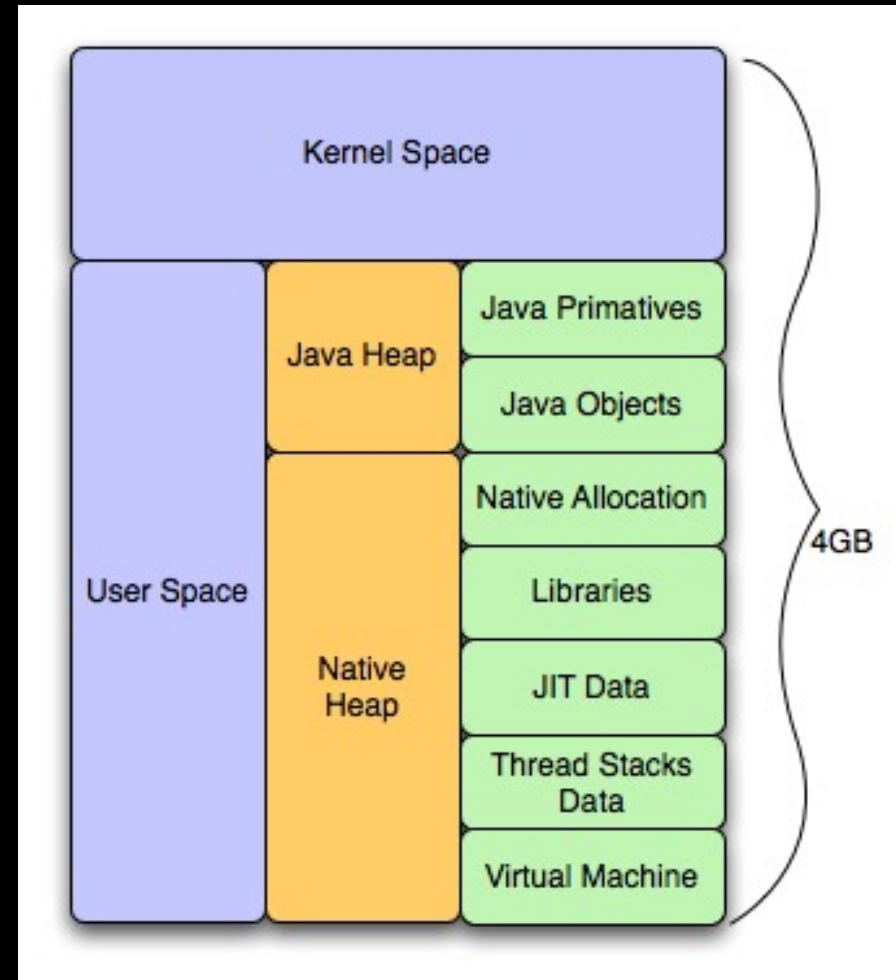 Kernel Space
User Space
Java Heap
Native
Heap
Java Primatives
Java Objects
Native Allocation
Libraries
JIT Data
Thread Stacks
Data
Virtual Machine
4GB